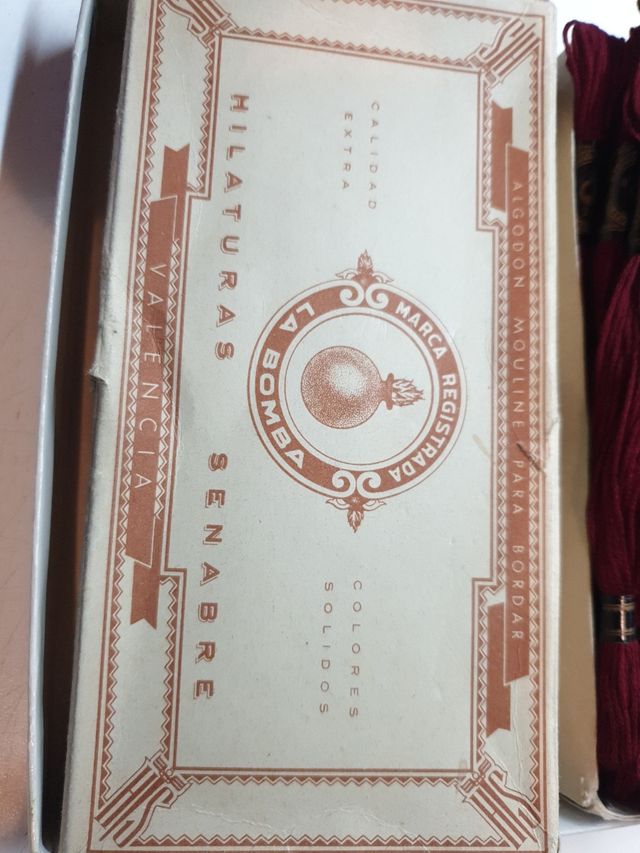 ALGODON MOULINE PARA BORDAR
CALIDAD
EXTRA
MARCA REGISTRADA
LA BOMBA
COLORES
SOLIDOS
HILATURAS SENABRE
VALENCIA